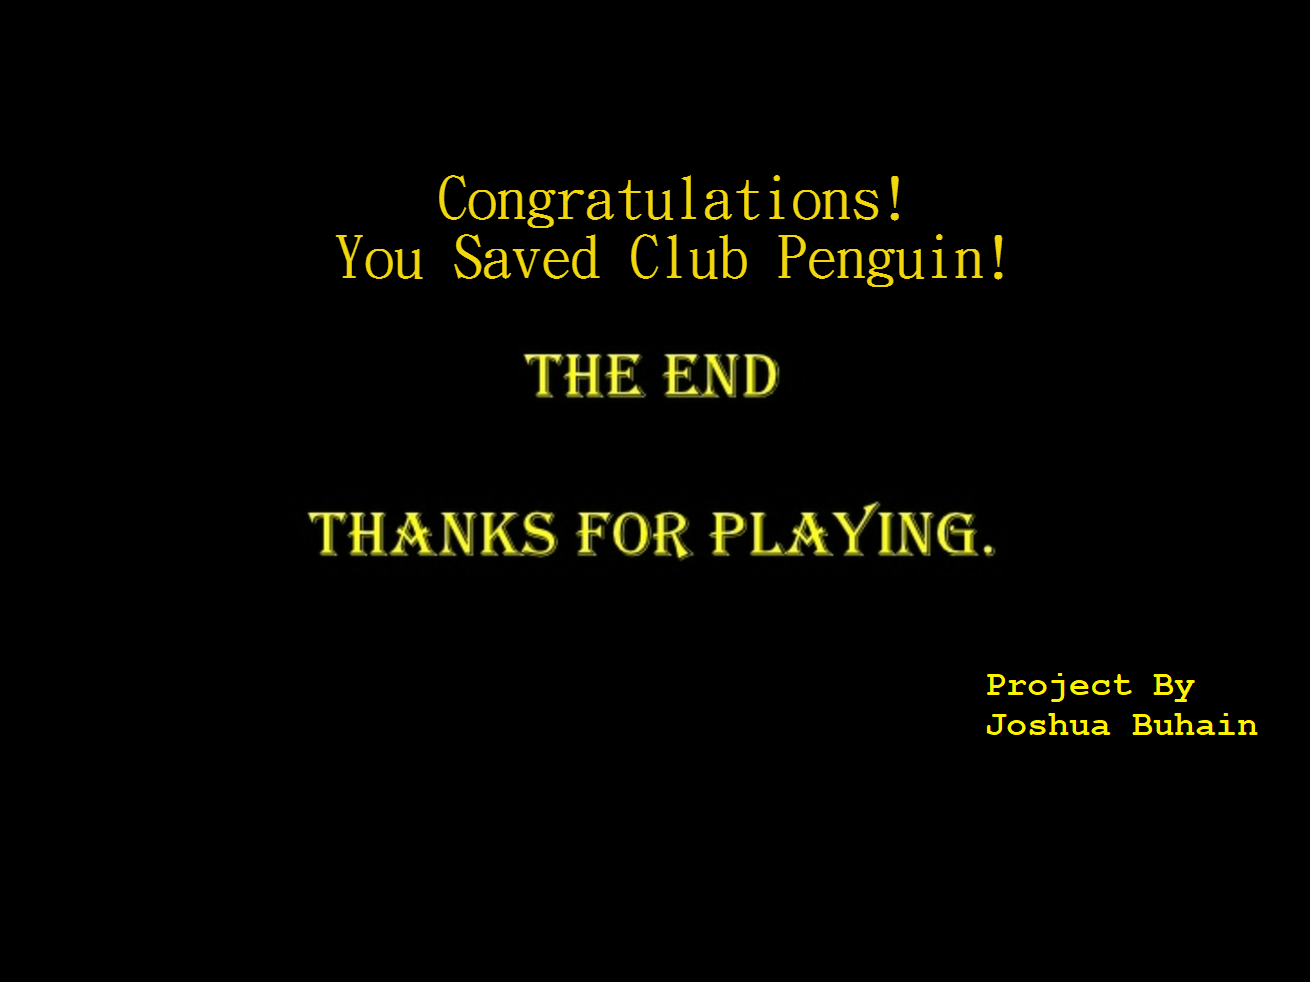 Congratulations!
You Saved Club Penguin!
THE END
THANKS FOR PLAYING.
Project By
Joshua Buhain